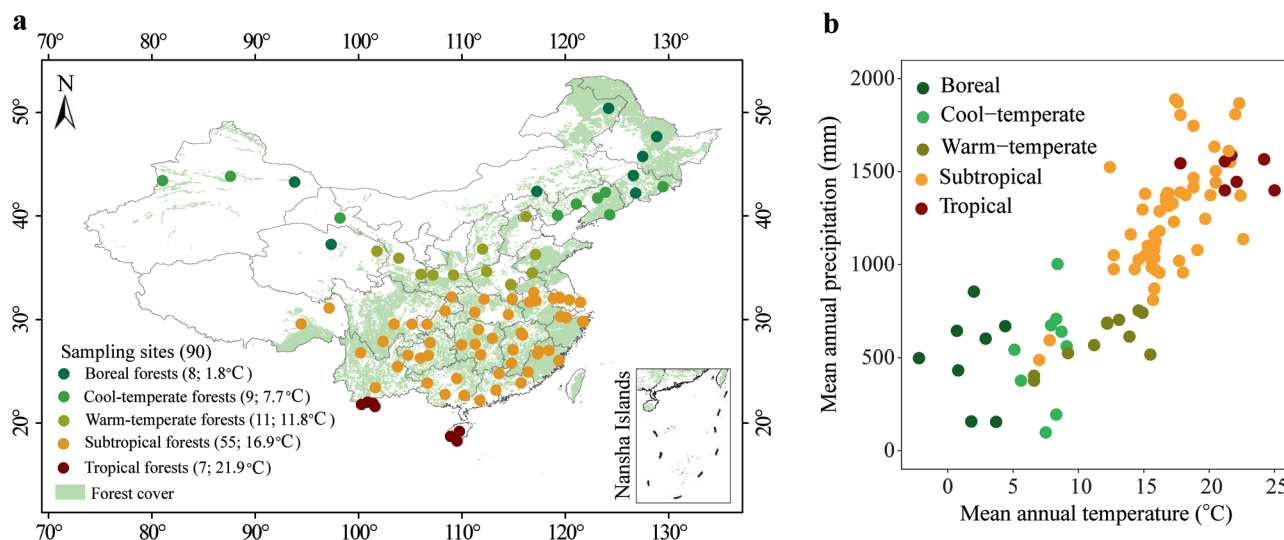 a
70° 80° 100° 110° 120° 130°
N
50° 50°
40° 40°
30° 30°
20° 20°
Sampling sites (90)
Boreal forests (8; 1.8°C)
Cool-temperate forests (9; 7.7°C)
Warm-temperate forests (11; 11.8°C)
Subtropical forests (55; 16.9°C)
Tropical forests (7; 21.9°C)
Forest cover
Nansha Islands
70° 80° 90° 100° 110° 120° 130°
b
Mean annual precipitation (mm)
2000
1500
1000
500
0
Boreal
Cool−temperate
Warm−temperate
Subtropical
Tropical
0 5 10 15 20 25
Mean annual temperature (°C)